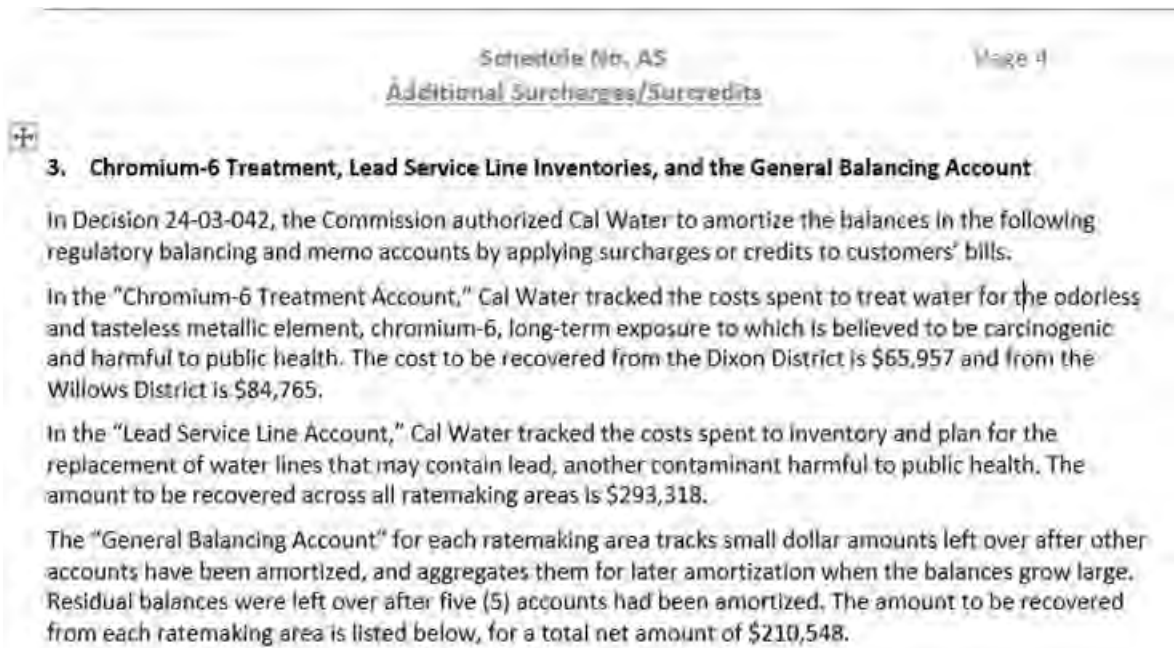 Schedule No. AS Page 4
Additional Surcharges/Surcredits
3. Chromium-6 Treatment, Lead Service Line Inventories, and the General Balancing Account
In Decision 24-03-042, the Commission authorized Cal Water to amortize the balances in the following
regulatory balancing and memo accounts by applying surcharges or credits to customers' bills.
In the "Chromium-6 Treatment Account," Cal Water tracked the costs spent to treat water for the odorless
and tasteless metallic element, chromium-6, long-term exposure to which is believed to be carcinogenic
and harmful to public health. The cost to be recovered from the Dixon District is $65,957 and from the
Willows District is $84,765.
In the "Lead Service Line Account," Cal Water tracked the costs spent to inventory and plan for the
replacement of water lines that may contain lead, another contaminant harmful to public health. The
amount to be recovered across all ratemaking areas is $293,318.
The "General Balancing Account" for each ratemaking area tracks small dollar amounts left over after other
accounts have been amortized, and aggregates them for later amortization when the balances grow large.
Residual balances were left over after five (5) accounts had been amortized. The amount to be recovered
from each ratemaking area is listed below, for a total net amount of $210,548.